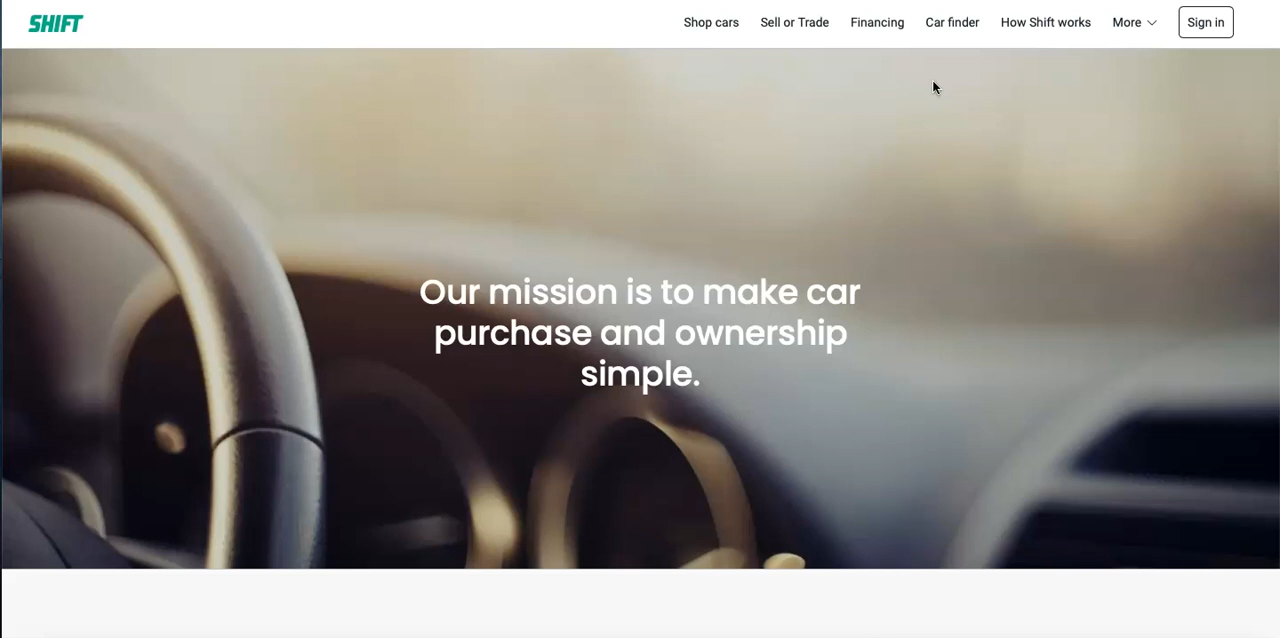 SHIFT
Shop cars
Sell or Trade
Financing
Car finder
How Shift works
More
Sign in
Our mission is to make car
purchase and ownership
simple.